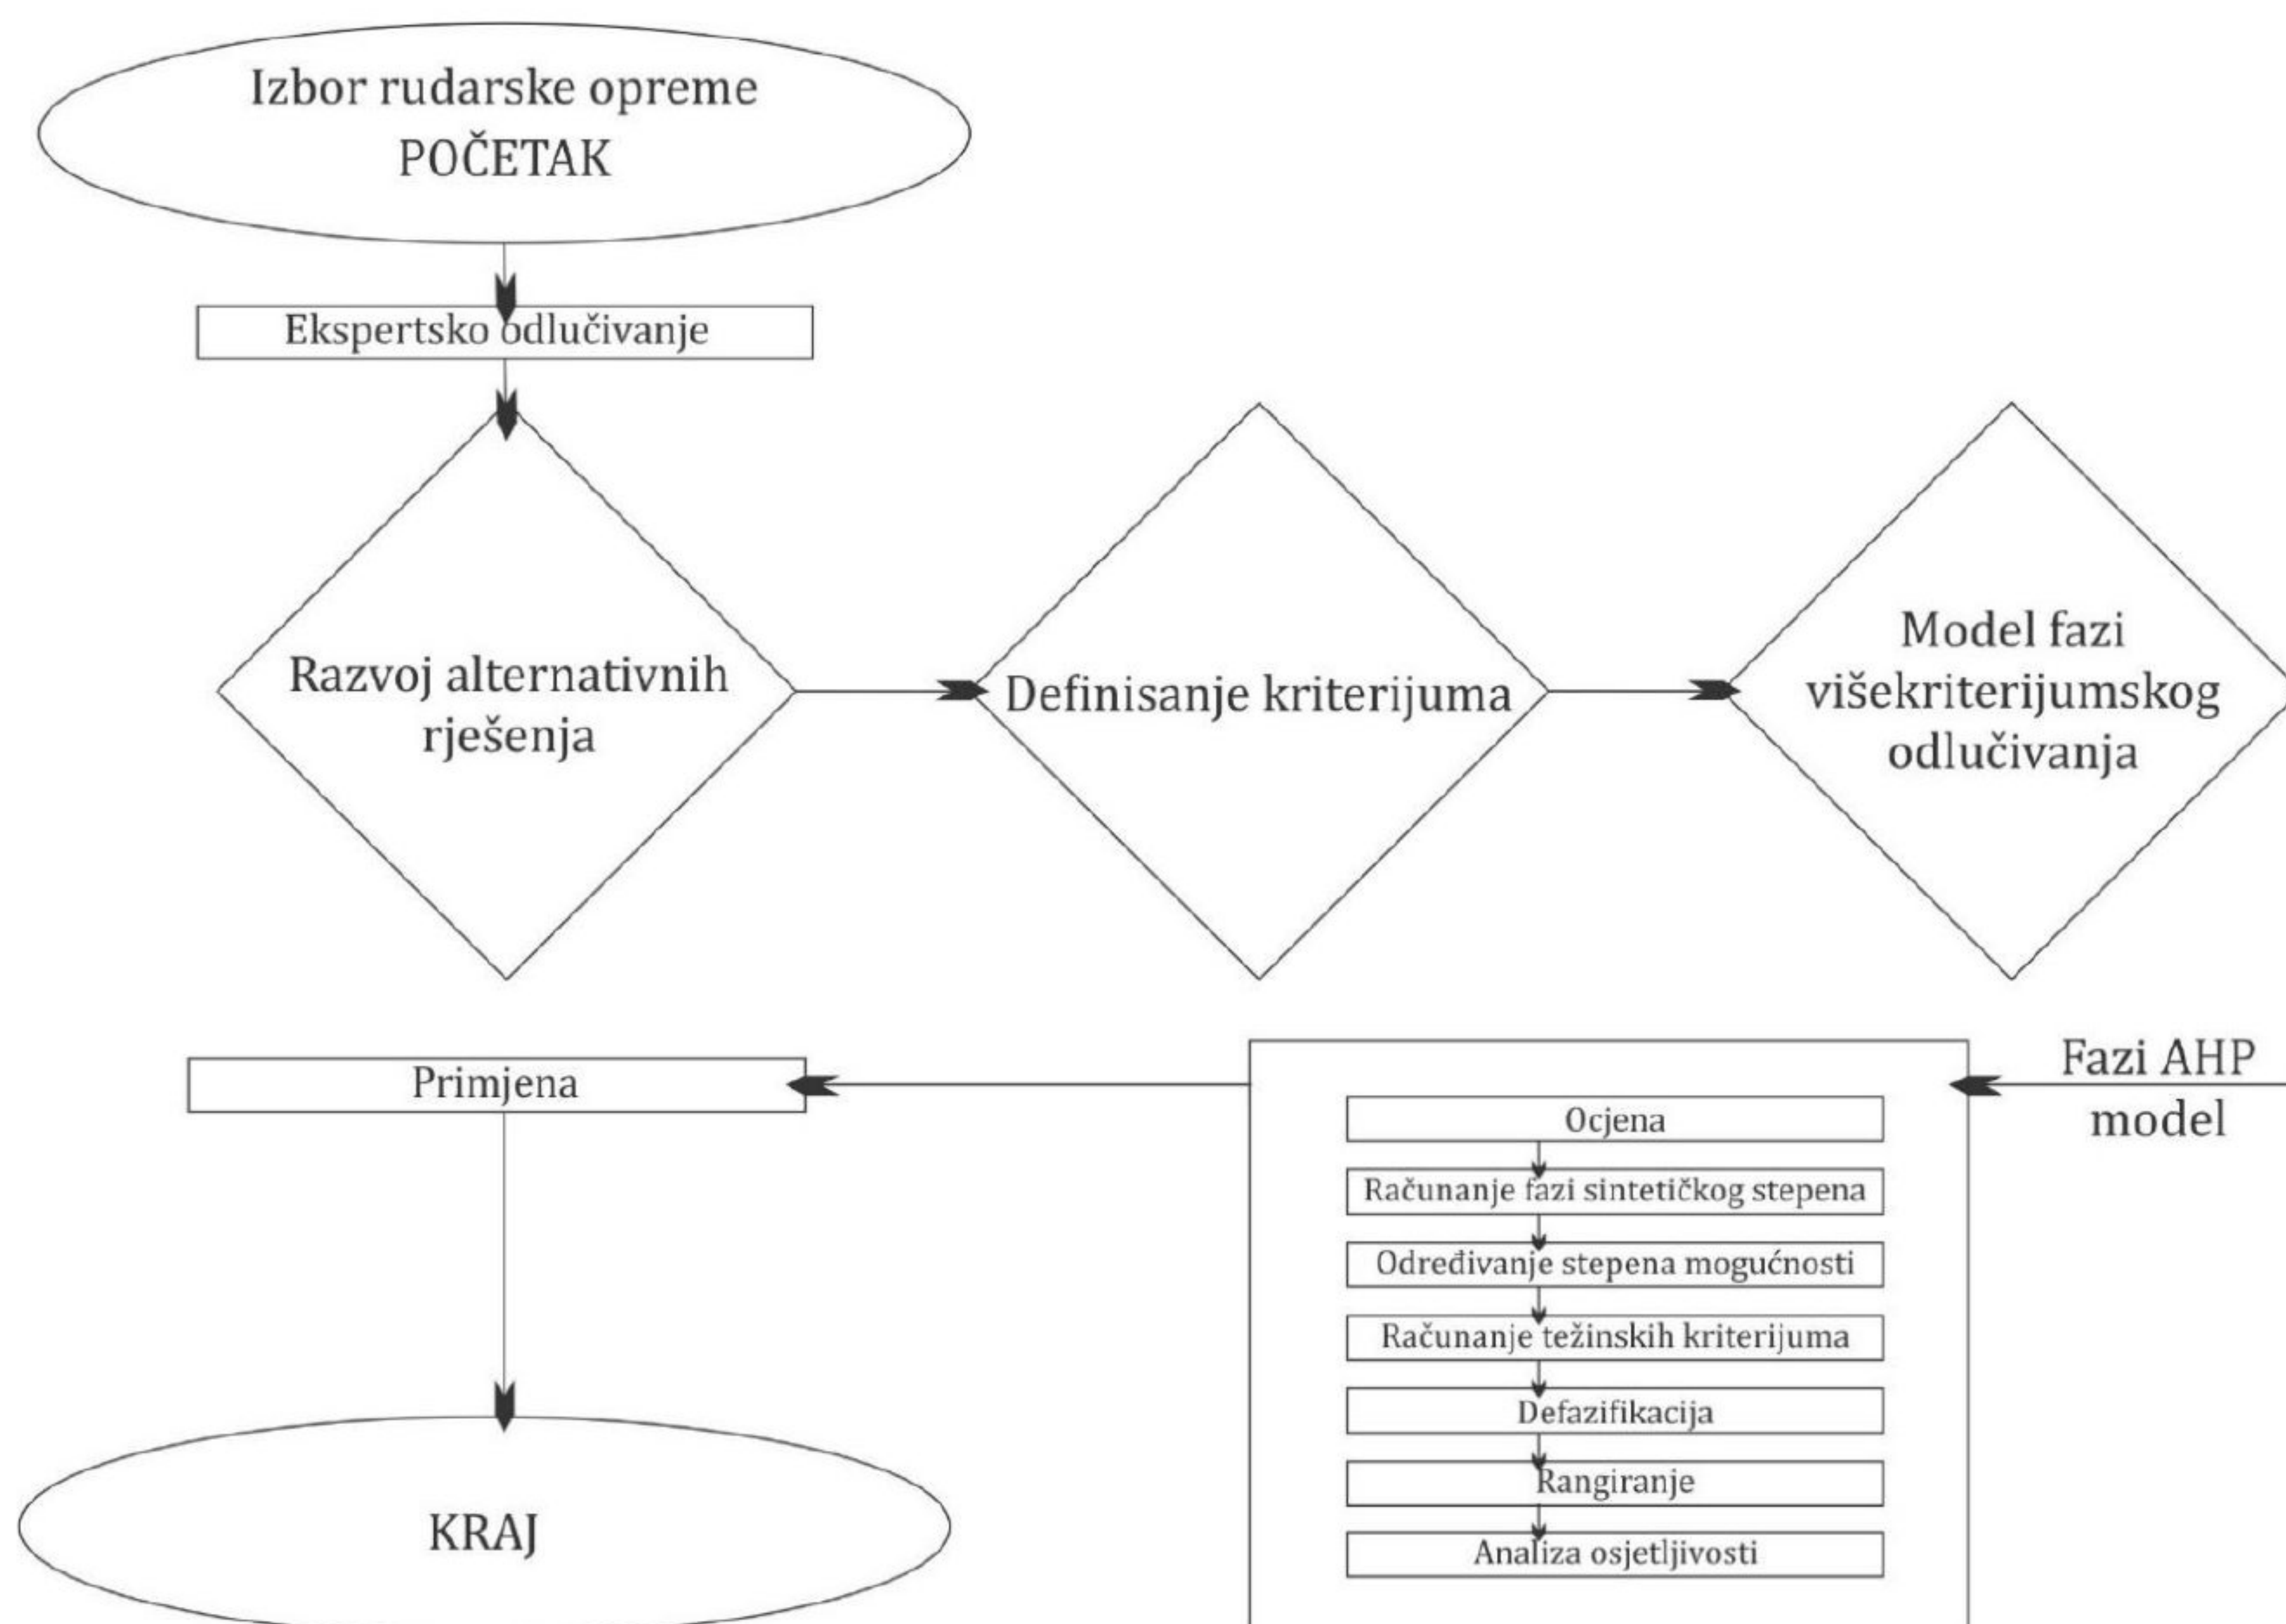 Izbor rudarske opreme
POČETAK
Ekspertsko odlučivanje
Razvoj alternativnih
rješenja
Definisanje kriterijuma
Model fazi
višekriterijumskog
odlučivanja
Fazi AHP
model
Ocjena
Računanje fazi sintetičkog stepena
Određivanje stepena mogućnosti
Računanje težinskih kriterijuma
Defazifikacija
Rangiranje
Analiza osjetljivosti
Primjena
KRAJ